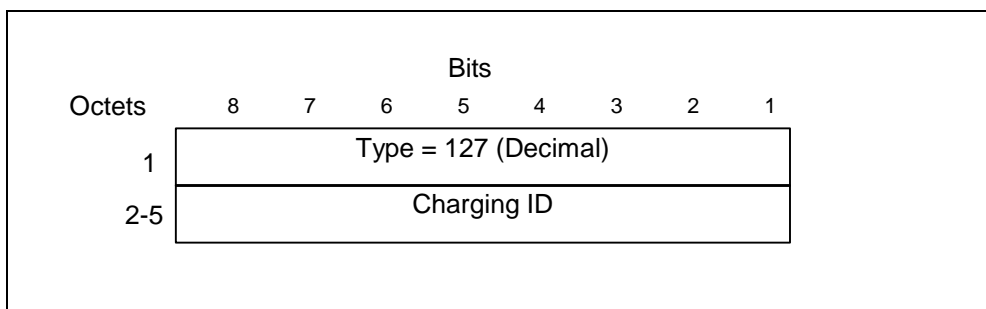 Bits
Octets 8 7 6 5 4 3 2 1
1 Type = 127 (Decimal)
2-5 Charging ID